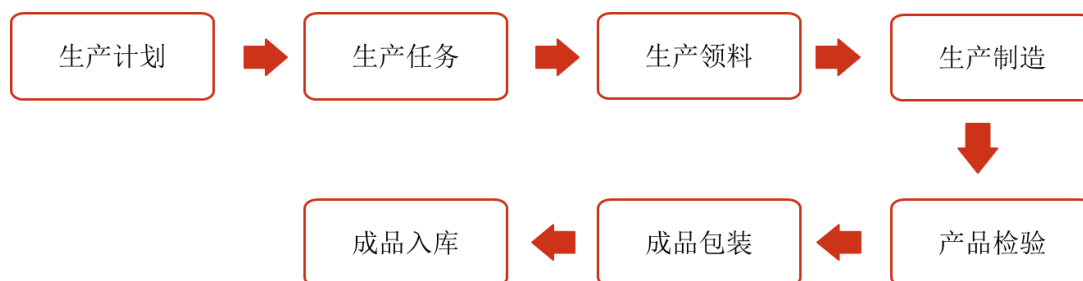 生产计划
生产任务
生产领料
生产制造
产品检验
成品包装
成品入库